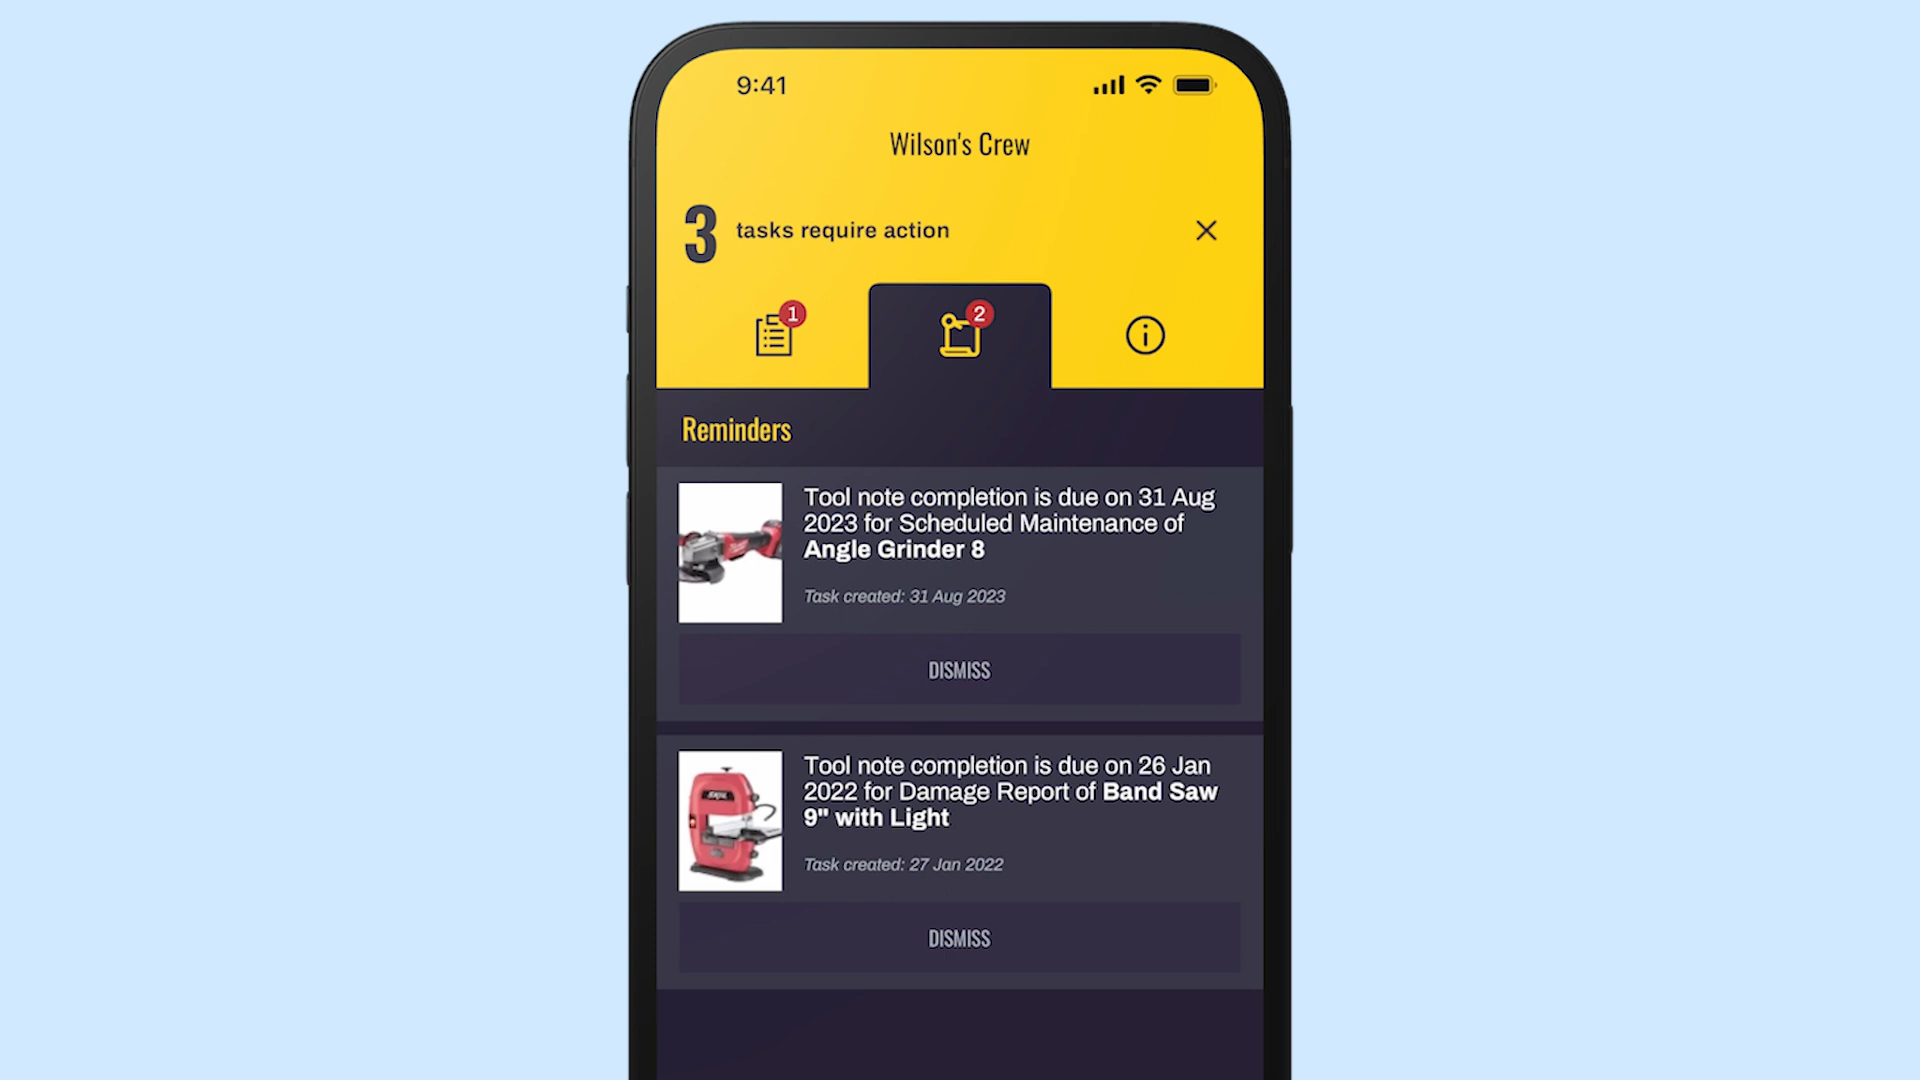 9:41
Wilson's Crew
3 tasks require action
1
2
Reminders
Tool note completion is due on 31 Aug
2023 for Scheduled Maintenance of
Angle Grinder 8
Task created: 31 Aug 2023
DISMISS
Tool note completion is due on 26 Jan
2022 for Damage Report of Band Saw
9" with Light
Task created: 27 Jan 2022
DISMISS